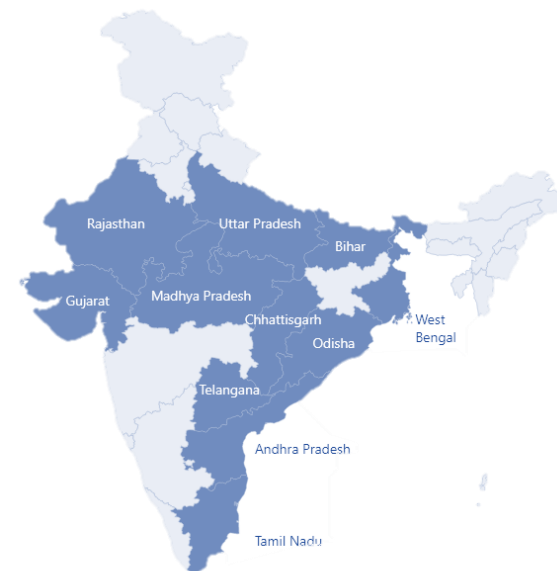 Rajasthan
Uttar Pradesh
Bihar
Gujarat
Madhya Pradesh
Chhattisgarh
West
Bengal
Odisha
Telangana
Andhra Pradesh
Tamil Nadu